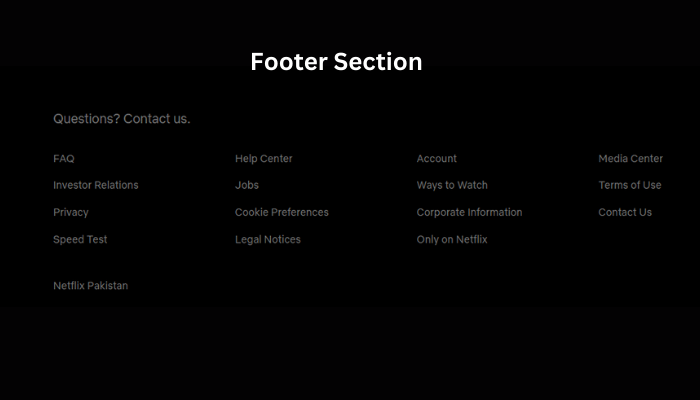 Footer Section
Questions? Contact us.
FAQ Help Center Account Media Center
Investor Relations Jobs Ways to Watch Terms of Use
Privacy Cookie Preferences Corporate Information Contact Us
Speed Test Legal Notices Only on Netflix
Netflix Pakistan